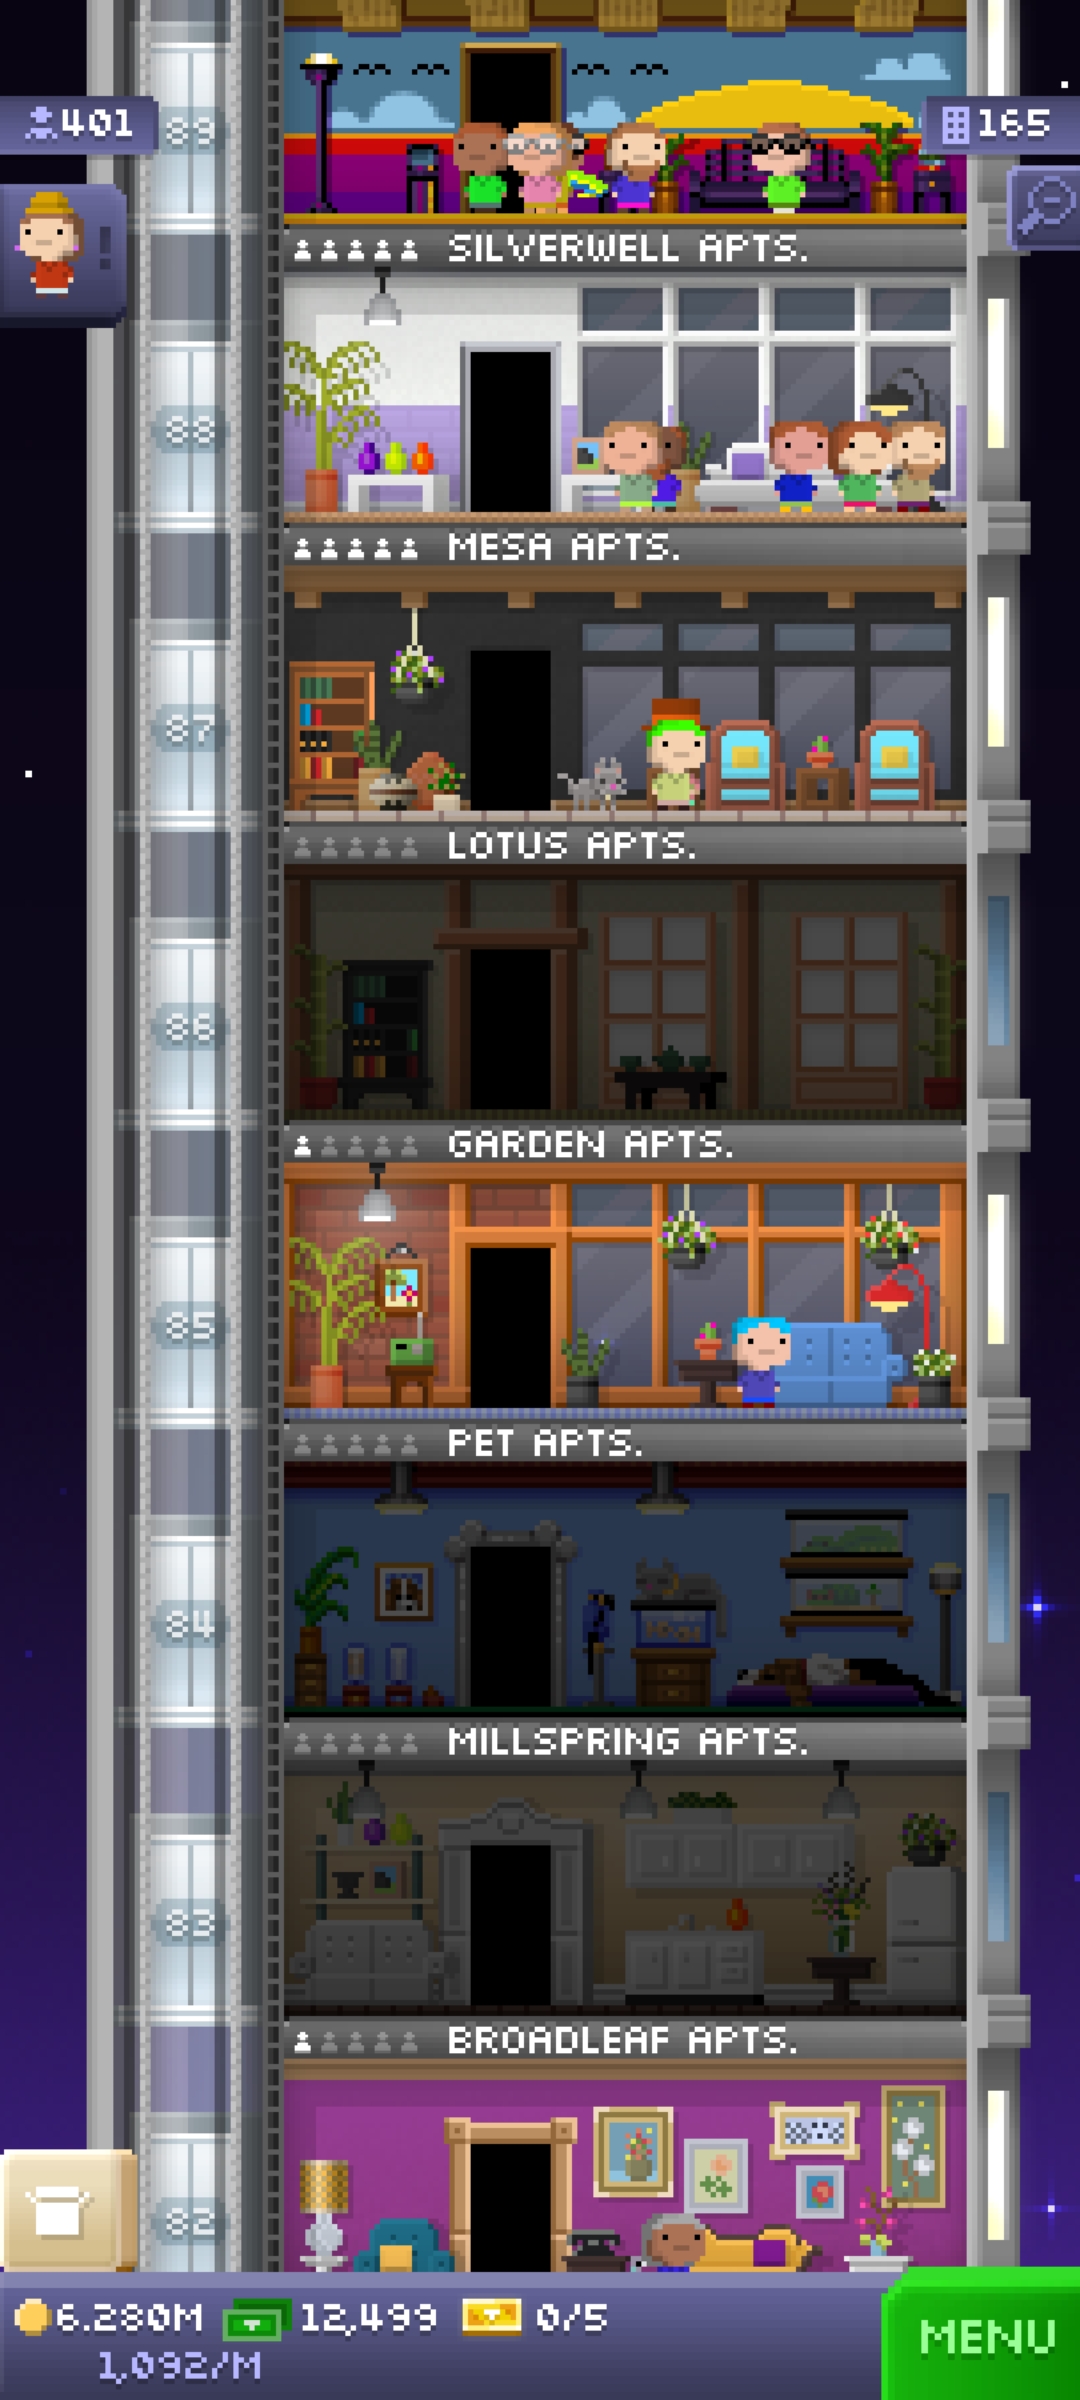 89
401
165
!
SILVERWELL APTS.
88
MESA APTS.
87
LOTUS APTS.
86
GARDEN APTS.
85
PET APTS.
84
MILLSPRING APTS.
83
BROADLEAF APTS.
82
6.280M 12,499 0/5
1,092/M
MENU